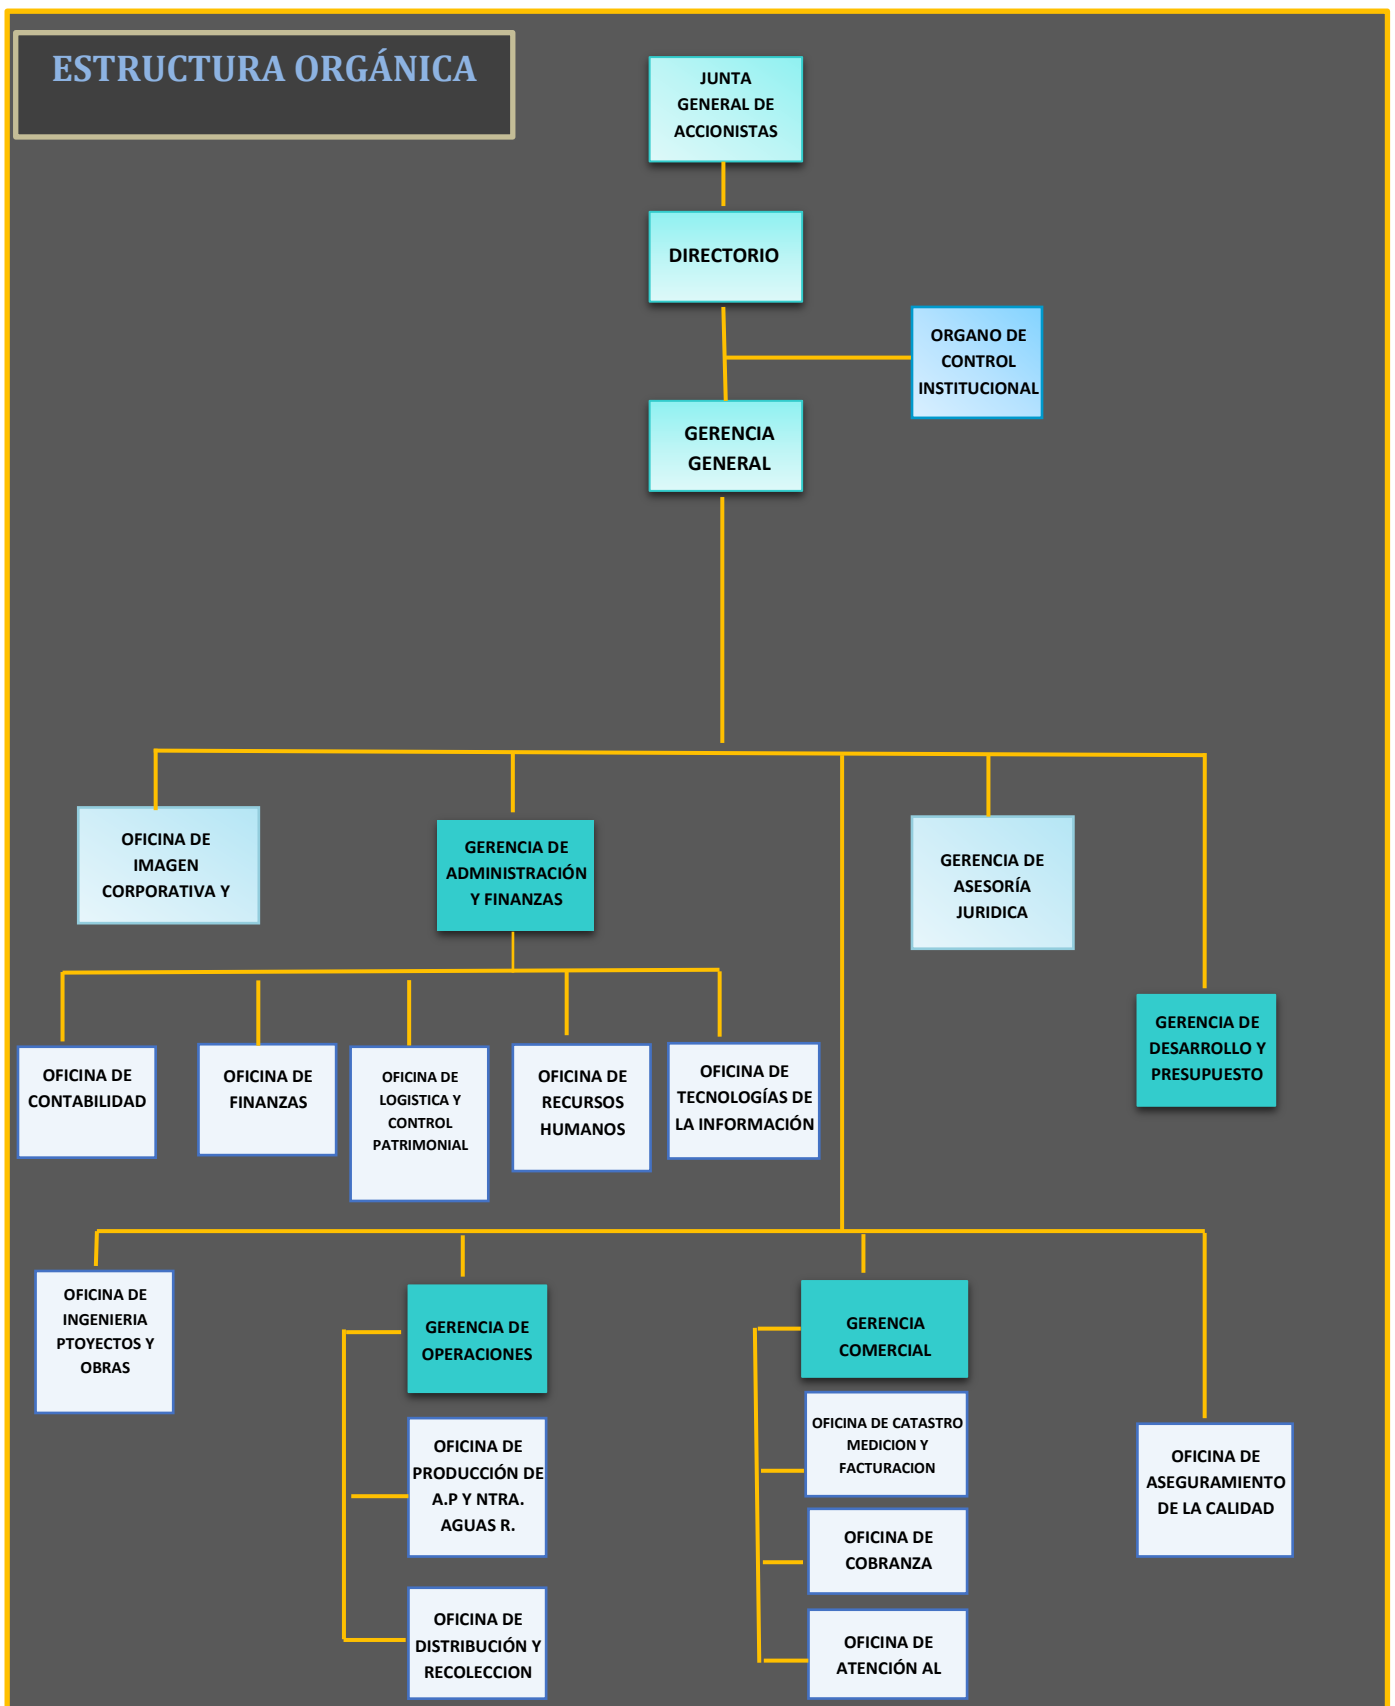 ESTRUCTURA ORGÁNICA
JUNTA
GENERAL DE
ACCIONISTAS
DIRECTORIO
ORGANO DE
CONTROL
INSTITUCIONAL
GERENCIA
GENERAL
OFICINA DE
IMAGEN
CORPORATIVA Y
GERENCIA DE
ADMINISTRACIÓN
Y FINANZAS
GERENCIA DE
ASESORÍA
JURIDICA
GERENCIA DE
DESARROLLO Y
PRESUPUESTO
OFICINA DE
CONTABILIDAD
OFICINA DE
FINANZAS
OFICINA DE
LOGISTICA Y
CONTROL
PATRIMONIAL
OFICINA DE
RECURSOS
HUMANOS
OFICINA DE
TECNOLOGÍAS DE
LA INFORMACIÓN
OFICINA DE
INGENIERIA
PTOYECTOS Y
OBRAS
GERENCIA DE
OPERACIONES
GERENCIA
COMERCIAL
OFICINA DE
PRODUCCIÓN DE
A.P Y NTRA.
AGUAS R.
OFICINA DE CATASTRO
MEDICION Y
FACTURACION
OFICINA DE
ASEGURAMIENTO
DE LA CALIDAD
OFICINA DE
COBRANZA
OFICINA DE
DISTRIBUCIÓN Y
RECOLECCION
OFICINA DE
ATENCIÓN AL